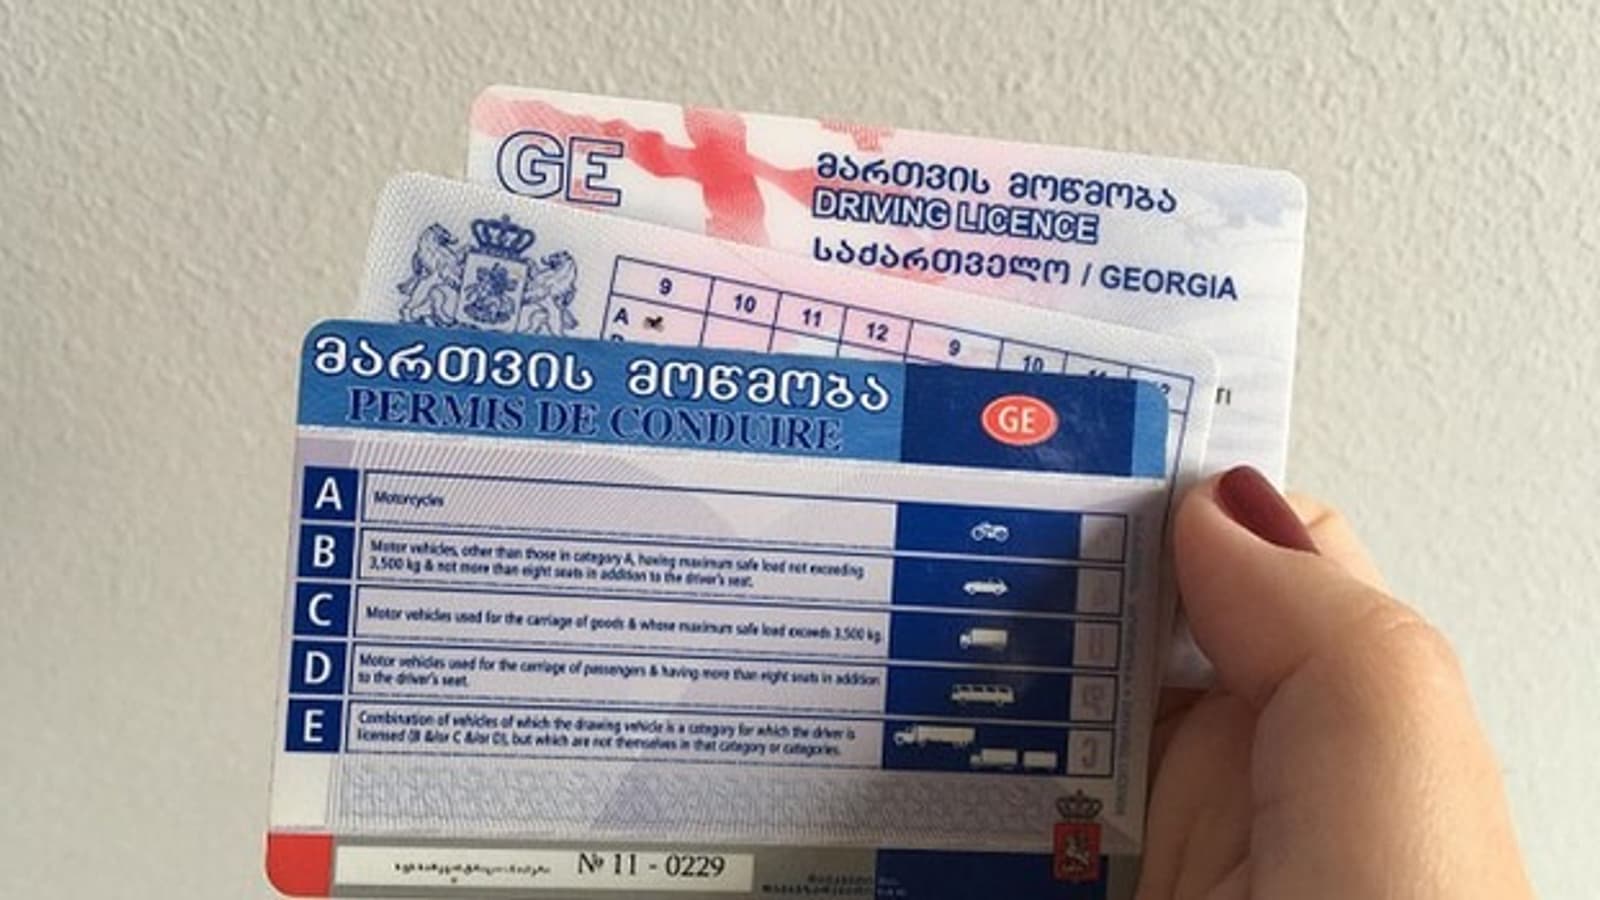 GE
მართვის მოწმობა
DRIVING LICENCE
საქართველო / GEORGIA
9 10 11 12 9 10 11 12
A
მართვის მოწმობა
PERMIS DE CONDUIRE
GE
A Motorcycles
B Motor vehicles, other than those in category A, having maximum safe load not exceeding
3,500 kg & not more than eight seats in addition to the driver's seat.
C Motor vehicles used for the carriage of goods & whose maximum safe load exceeds 3,500 kg.
D Motor vehicles used for the carriage of passengers & having more than eight seats in addition
to the driver's seat.
E Combination of vehicles of which the drawing vehicle is a category for which the driver is
licensed (B &/or C &/or D), but which are not themselves in that category or categories.
№ 11 - 0229